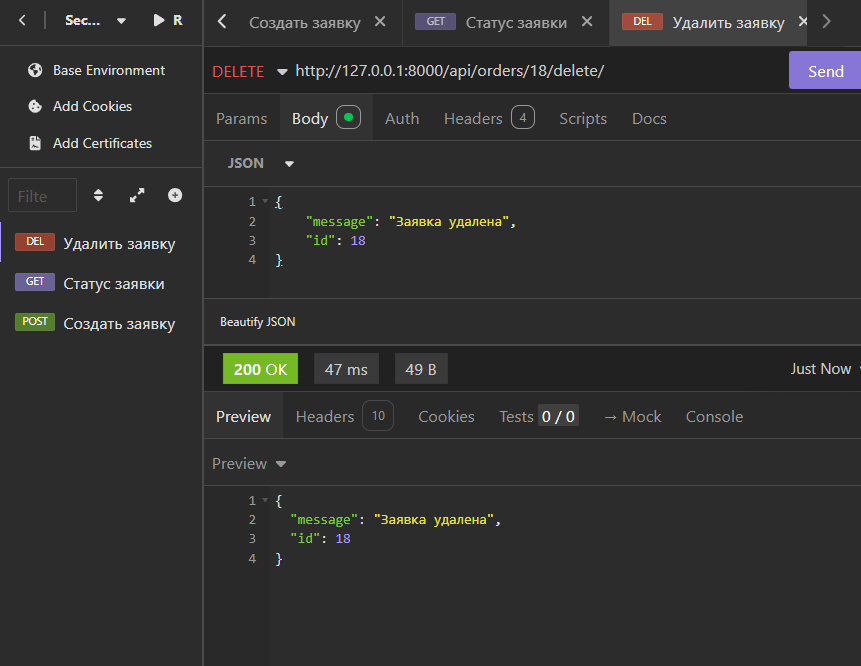 Sec... R
Создать заявку
GET Статус заявки
DEL Удалить заявку
Base Environment
Add Cookies
Add Certificates
Filte
DEL Удалить заявку
GET Статус заявки
POST Создать заявку
DELETE http://127.0.0.1:8000/api/orders/18/delete/ Send
Params Body Auth Headers 4 Scripts Docs
JSON
1 {
2 "message": "Заявка удалена",
3 "id": 18
4 }
Beautify JSON
200 OK 47 ms 49 B Just Now
Preview Headers 10 Cookies Tests 0 / 0 → Mock Console
Preview
1 {
2 "message": "Заявка удалена",
3 "id": 18
4 }